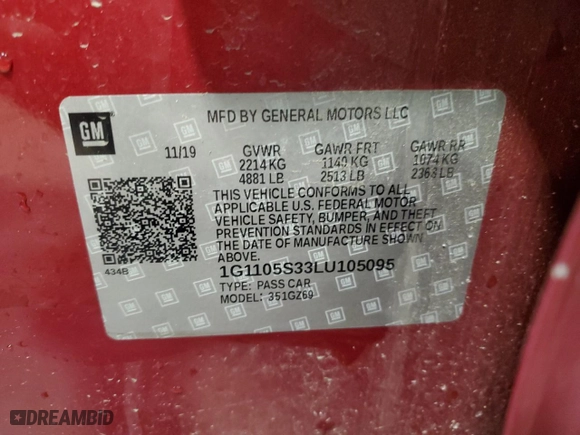 GM
MFD BY GENERAL MOTORS LLC
11/19 GVWR GAWR FRT GAWR RR
2214 KG 1140 KG 1074 KG
4881 LB 2513 LB 2368 LB
THIS VEHICLE CONFORMS TO ALL
APPLICABLE U.S. FEDERAL MOTOR
VEHICLE SAFETY, BUMPER, AND THEFT
PREVENTION STANDARDS IN EFFECT ON
THE DATE OF MANUFACTURE SHOWN
ABOVE.
434B
1G1105S33LU105095
TYPE: PASS CAR
MODEL: 351GZ69
DREAMBID